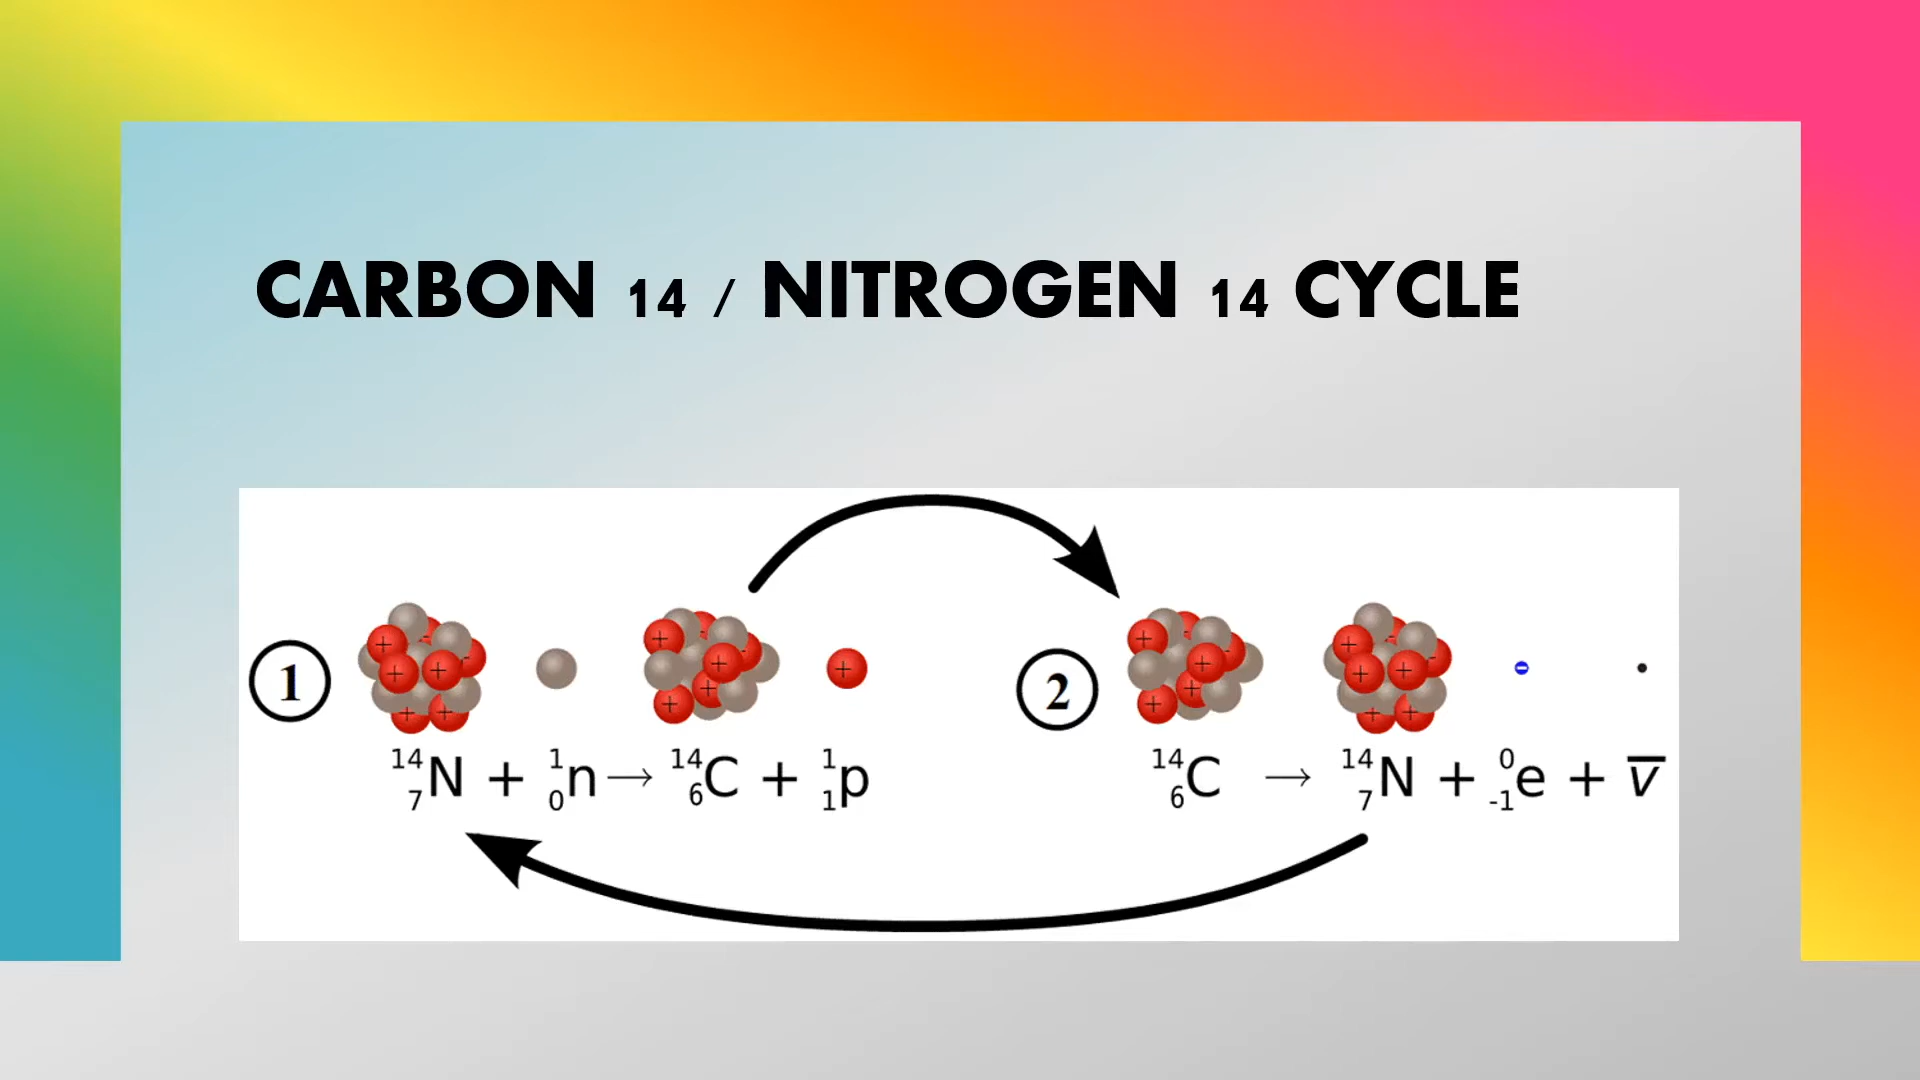 CARBON 14 / NITROGEN 14 CYCLE
1
¹⁴₇N + ¹₀n → ¹⁴₆C + ¹₁p
2
¹⁴₆C → ¹⁴₇N + ⁰₋₁e + v̅